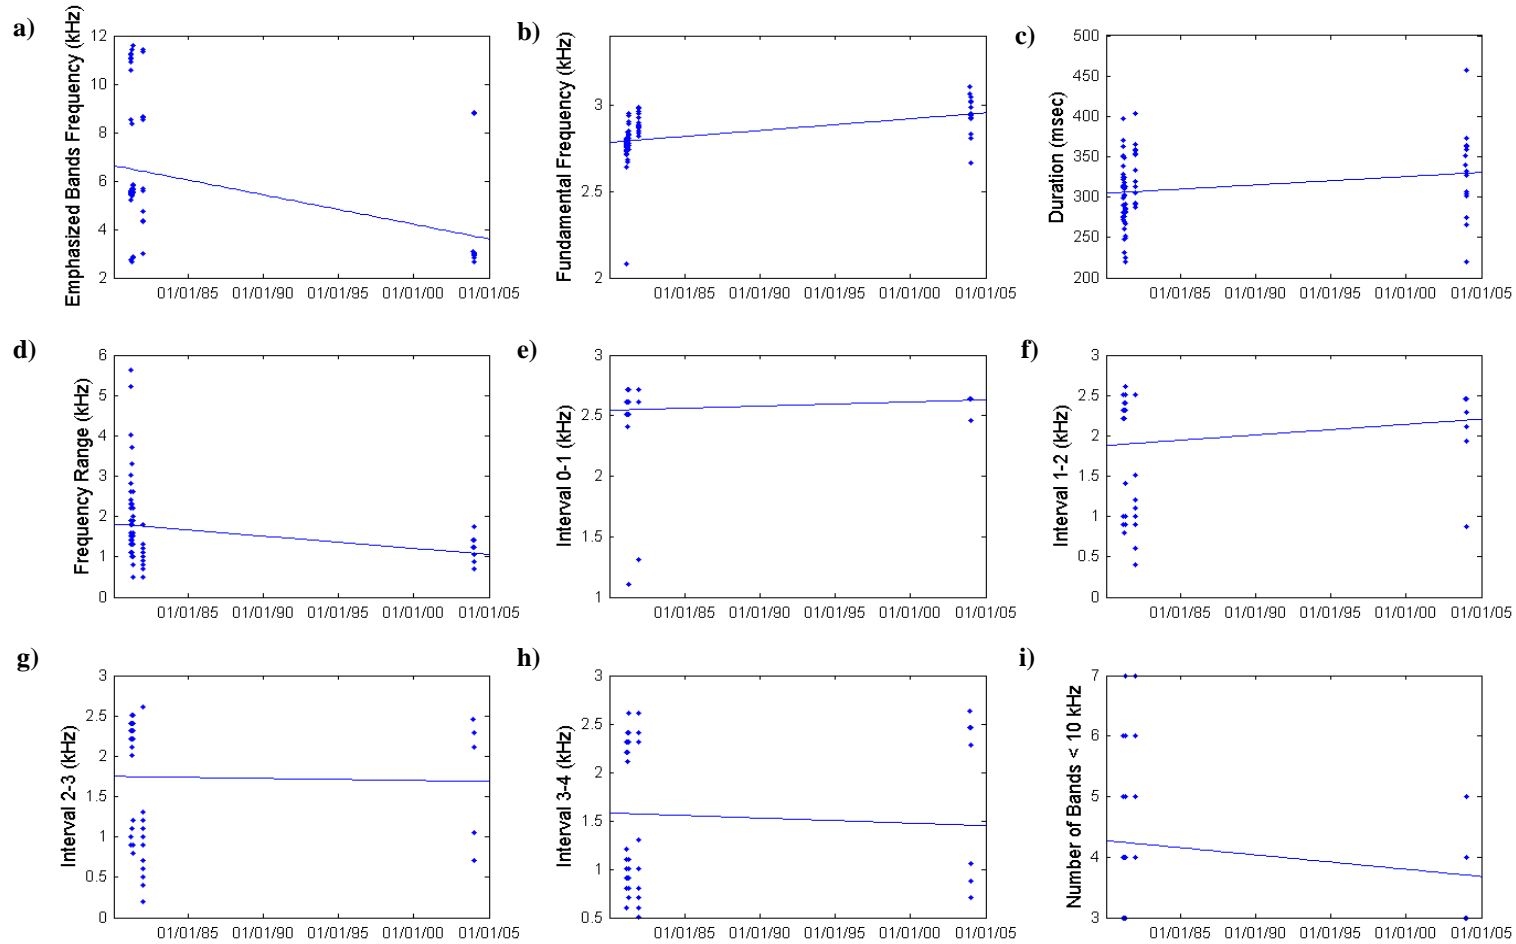 a)
Emphasized Bands Frequency (kHz)
12
10
8
6
4
2
01/01/85 01/01/90 01/01/95 01/01/00 01/01/05
b)
Fundamental Frequency (kHz)
3
2.5
2
01/01/85 01/01/90 01/01/95 01/01/00 01/01/05
c)
Duration (msec)
500
450
400
350
300
250
200
01/01/85 01/01/90 01/01/95 01/01/00 01/01/05
d)
Frequency Range (kHz)
6
5
4
3
2
1
0
01/01/85 01/01/90 01/01/95 01/01/00 01/01/05
e)
Interval 0-1 (kHz)
3
2.5
2
1.5
1
01/01/85 01/01/90 01/01/95 01/01/00 01/01/05
f)
Interval 1-2 (kHz)
3
2.5
2
1.5
1
0.5
0
01/01/85 01/01/90 01/01/95 01/01/00 01/01/05
g)
Interval 2-3 (kHz)
3
2.5
2
1.5
1
0.5
0
01/01/85 01/01/90 01/01/95 01/01/00 01/01/05
h)
Interval 3-4 (kHz)
3
2.5
2
1.5
1
0.5
01/01/85 01/01/90 01/01/95 01/01/00 01/01/05
i)
Number of Bands < 10 kHz
7
6
5
4
3
01/01/85 01/01/90 01/01/95 01/01/00 01/01/05